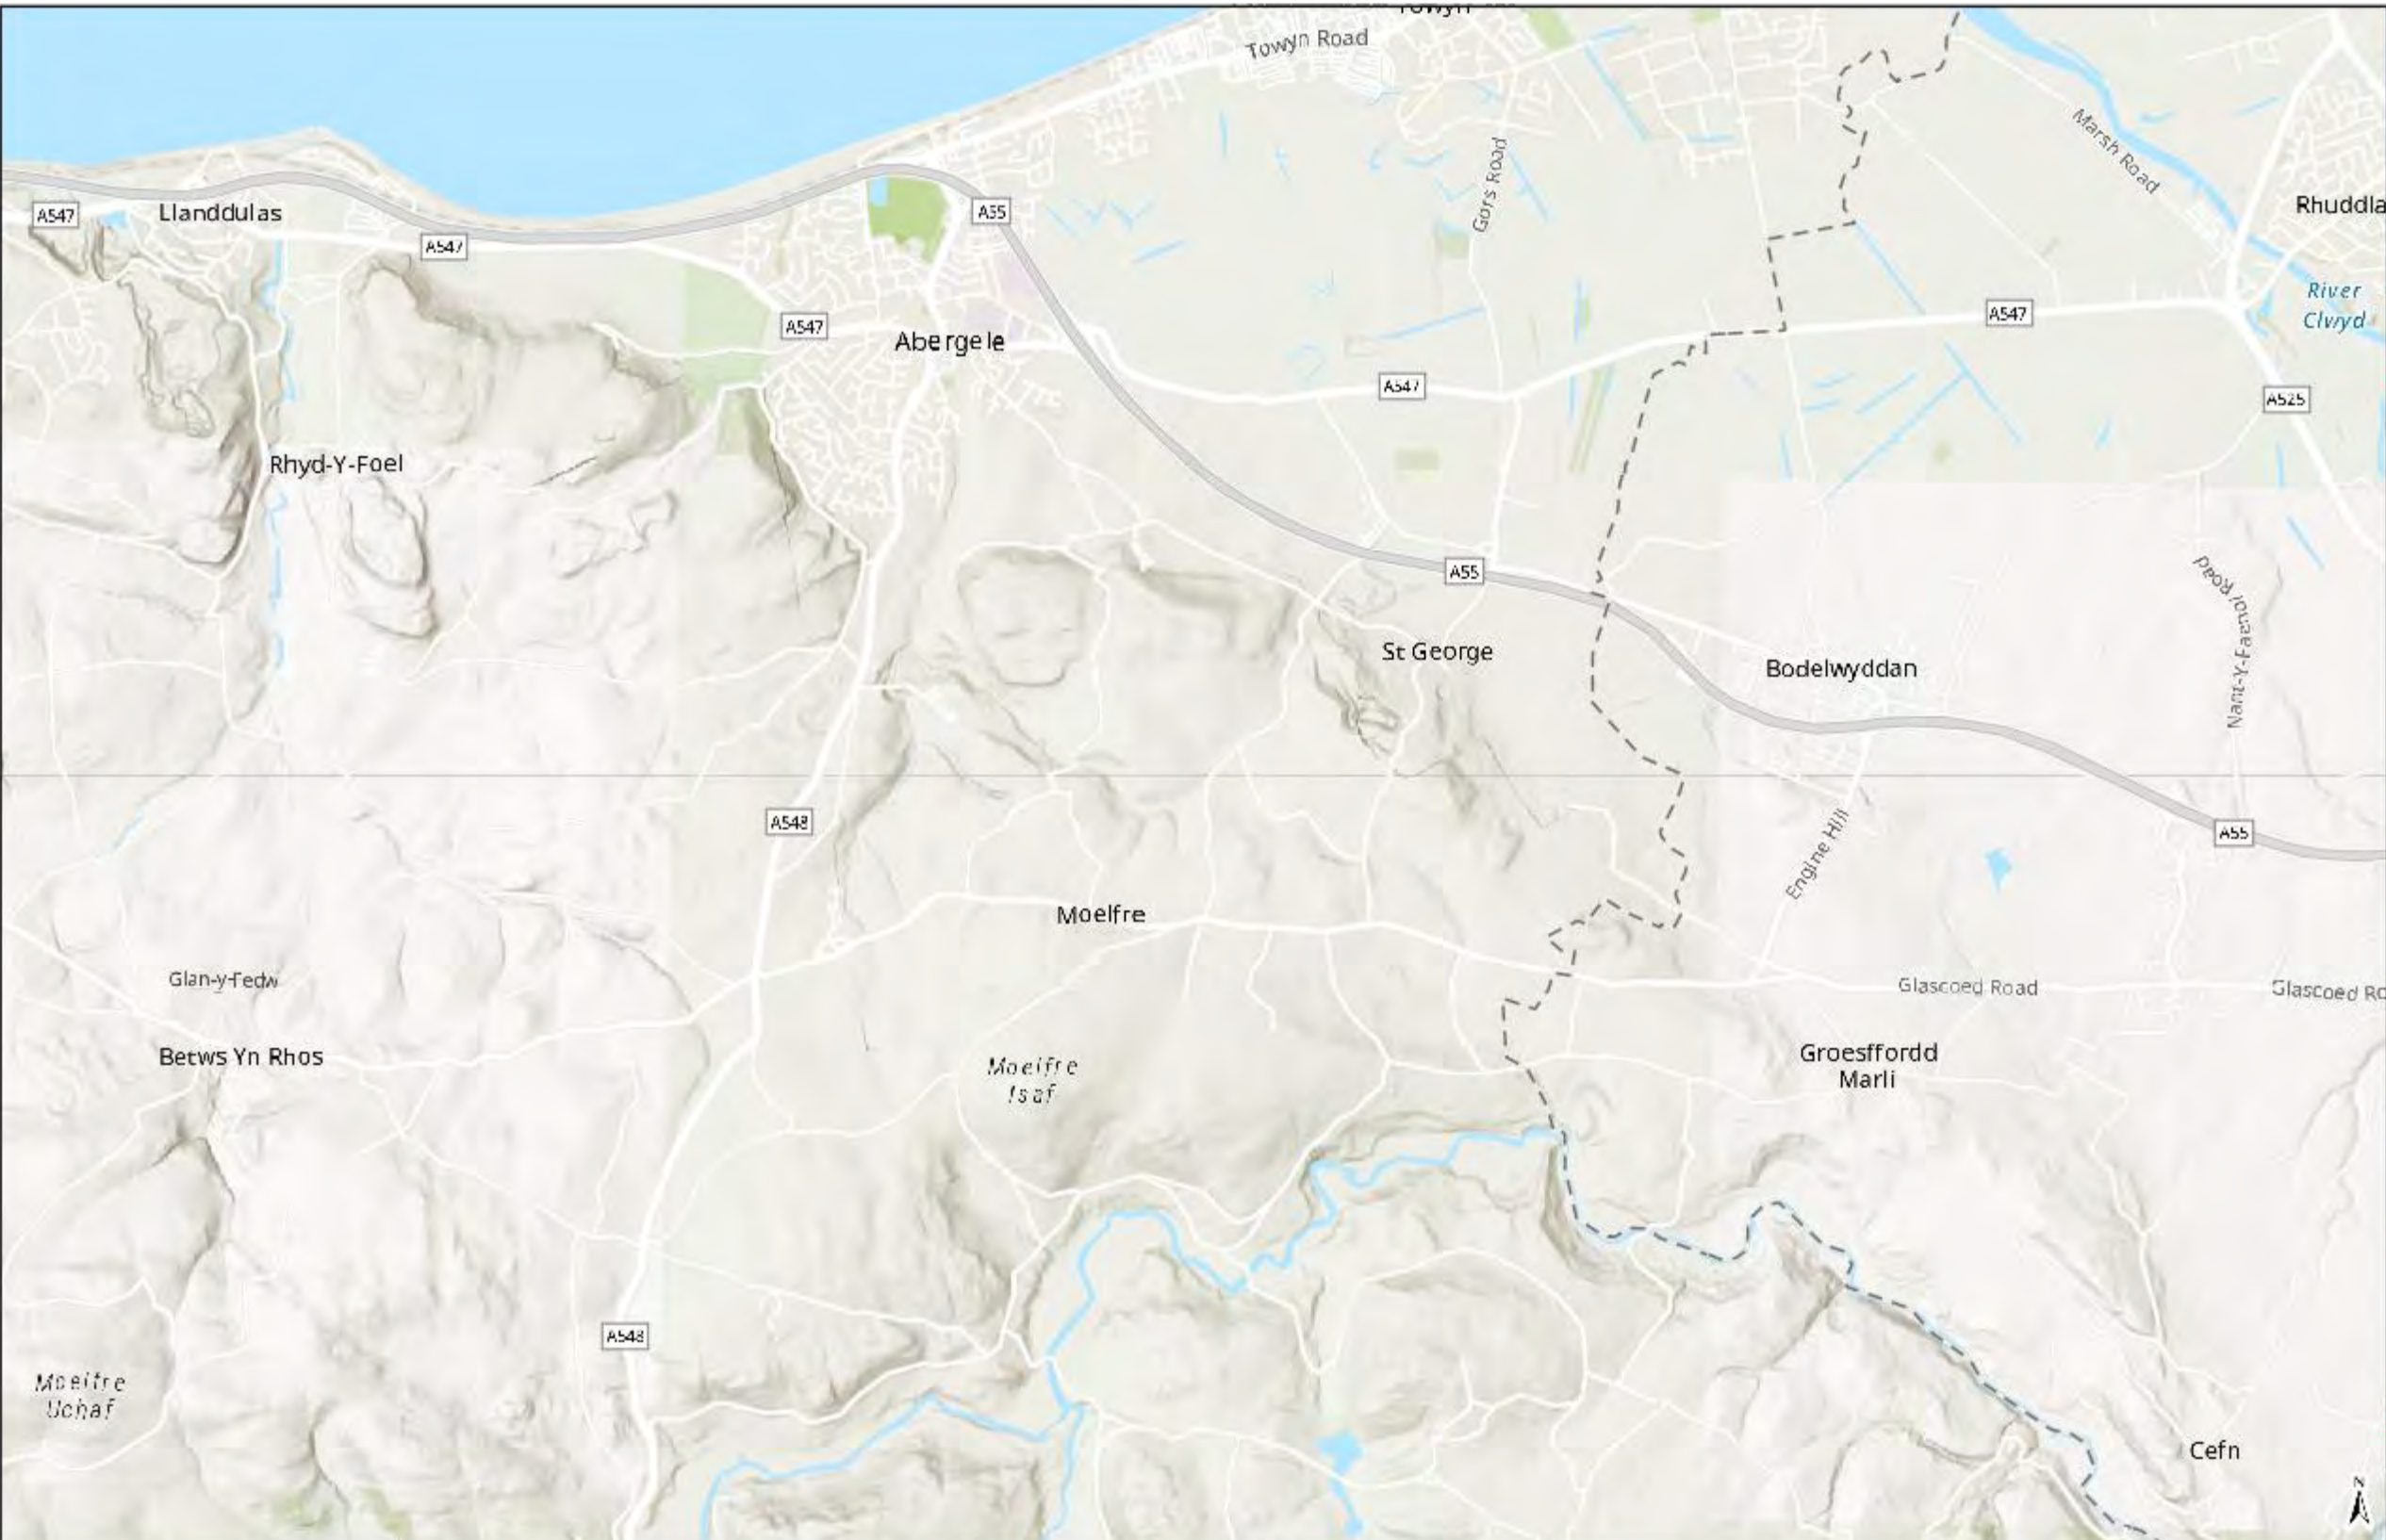 Towyn
Towyn Road
Marsh Road
Gors Road
Rhuddla
A547
Llanddulas
A55
A547
River
Clwyd
A547
A547
Abergele
A547
A525
Rhyd-Y-Foel
A55
Nant-Y-Faenol Road
St George
Bodelwyddan
A548
A55
Engine Hill
Moelfre
Glan-y-Fedw
Glascoed Road
Glascoed Ro
Betws Yn Rhos
Moelfre
Isaf
Groesffordd
Marli
A548
Moelfre
Uchaf
Cefn
N